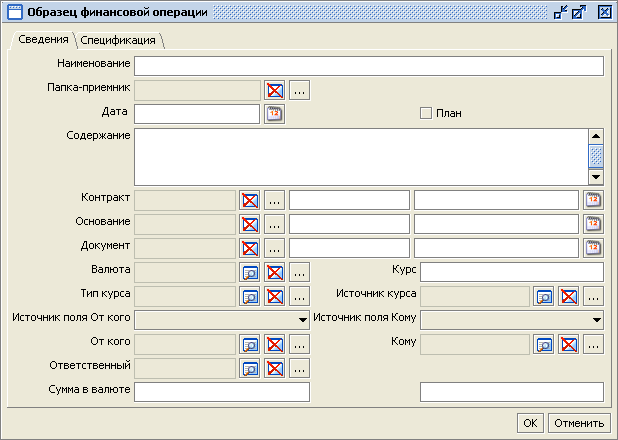 Образец финансовой операции
Сведения Спецификация
Наименование
Папка-приемник ...
Дата 12 План
Содержание
Контракт ... 12
Основание ... 12
Документ ... 12
Валюта ... Курс
Тип курса ... Источник курса ...
Источник поля От кого Источник поля Кому
От кого ... Кому ...
Ответственный ...
Сумма в валюте
OK Отменить